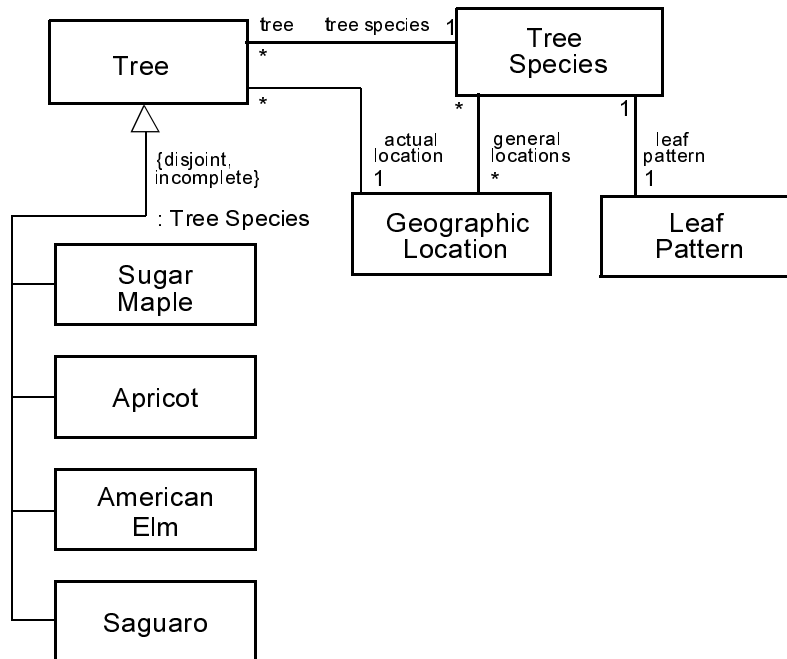 tree
tree species
1
Tree
Species
Tree
*
*
*
1
actual
location
general
locations
leaf
pattern
{disjoint,
incomplete}
1
*
1
: Tree Species
Geographic
Location
Leaf
Pattern
Sugar
Maple
Apricot
American
Elm
Saguaro